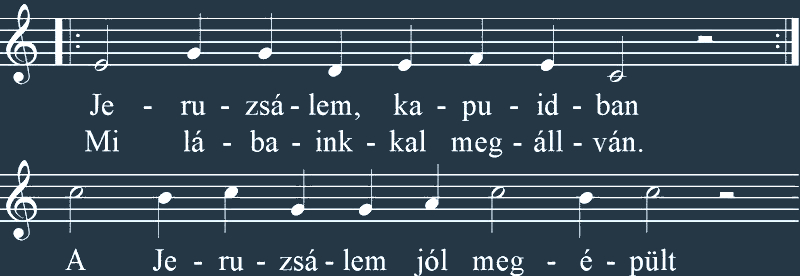 Je - ru - zsá - lem, ka - pu - id - ban
Mi lá - ba - ink - kal meg - áll - ván.
A Je - ru - zsá - lem jól meg - é - pült